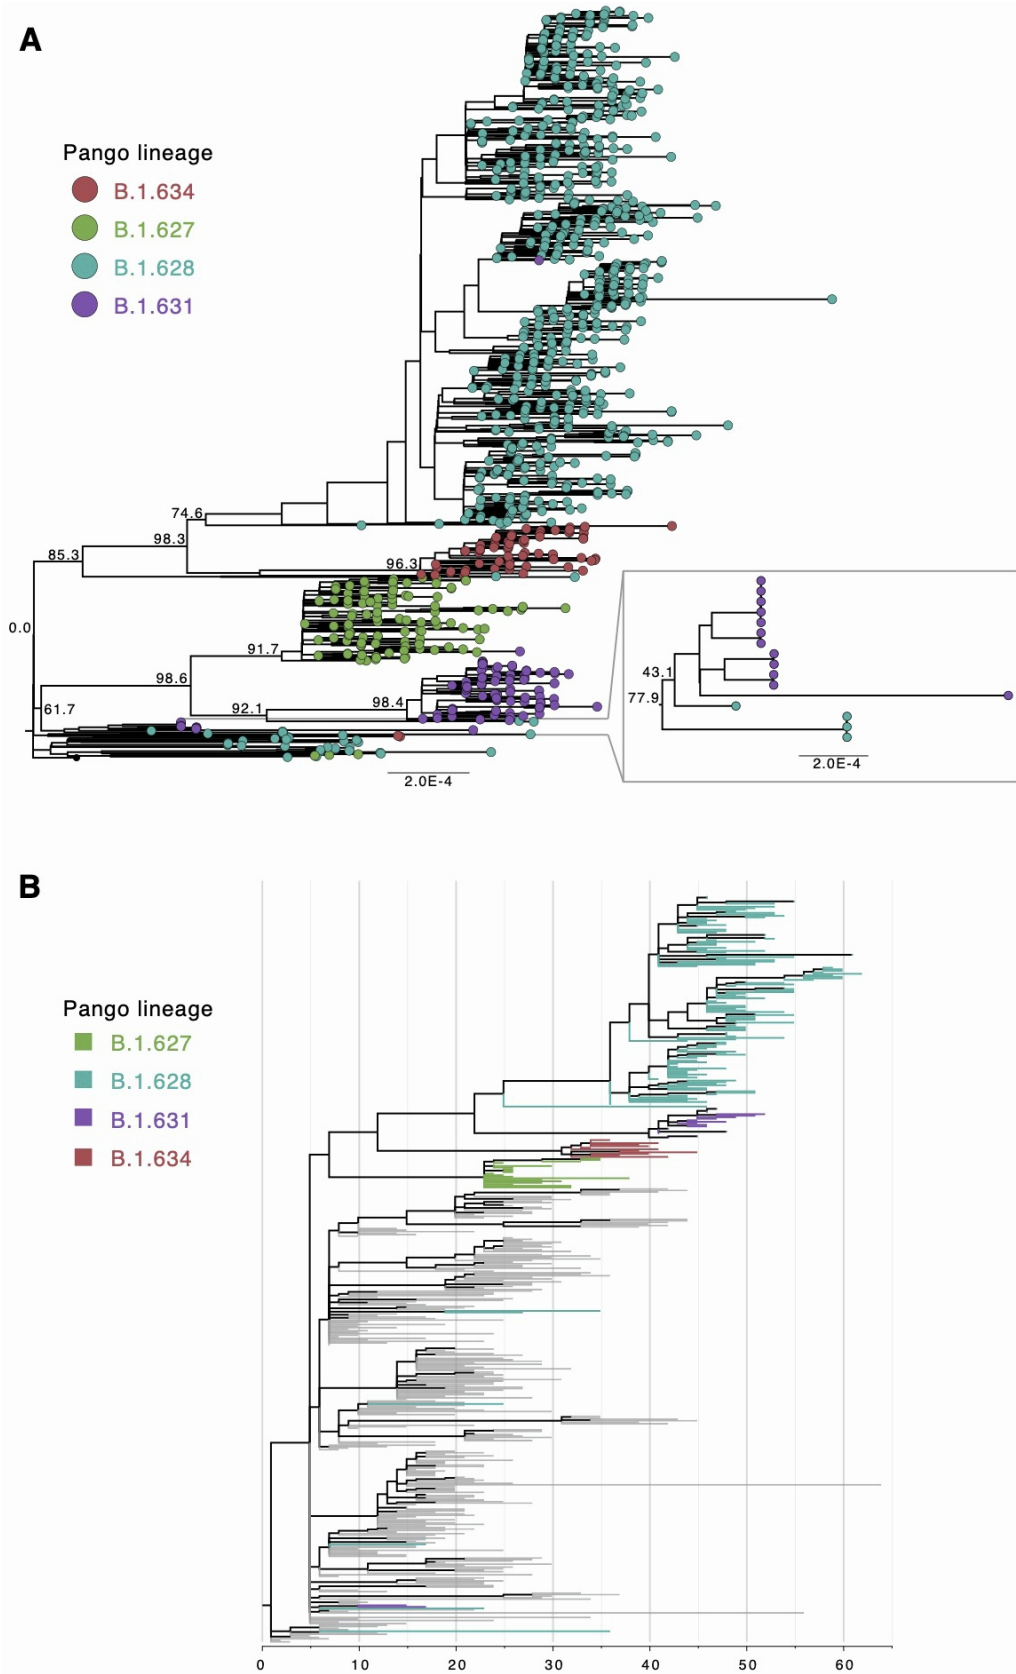 A
Pango lineage
B.1.634
B.1.627
B.1.628
B.1.631
74.6
98.3
85.3
96.3
0.0
91.7
98.6
61.7
92.1
98.4
2.0E-4
43.1
77.9
2.0E-4
B
Pango lineage
B.1.627
B.1.628
B.1.631
B.1.634
0 10 20 30 40 50 60